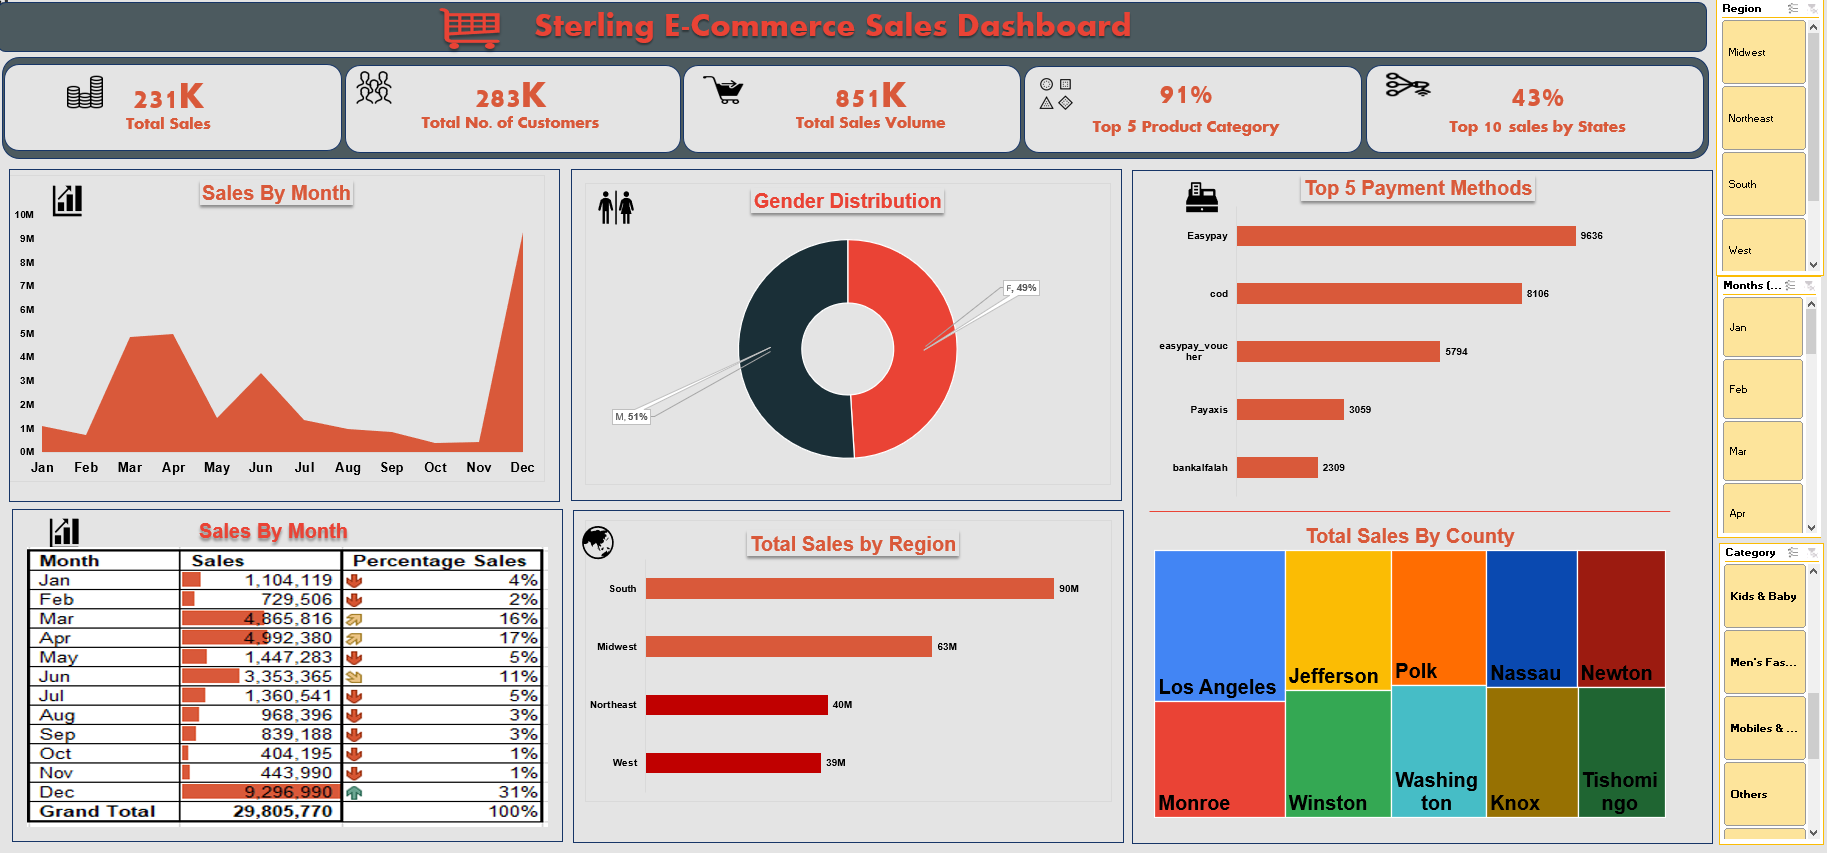 Sterling E-Commerce Sales Dashboard
231K
Total Sales
283K
Total No. of Customers
851K
Total Sales Volume
91%
Top 5 Product Category
43%
Top 10 sales by States
Sales By Month
10M
9M
8M
7M
6M
5M
4M
3M
2M
1M
0M
Jan Feb Mar Apr May Jun Jul Aug Sep Oct Nov Dec
Gender Distribution
F, 49%
M, 51%
Top 5 Payment Methods
Easypay 9636
cod 8106
easypay_vouc
her 5794
Payaxis 3059
bankalfalah 2309
Sales By Month
Month Sales Percentage Sales
Jan 1,104,119 4%
Feb 729,506 2%
Mar 4,865,816 16%
Apr 4,992,380 17%
May 1,447,283 5%
Jun 3,353,365 11%
Jul 1,360,541 5%
Aug 968,396 3%
Sep 839,188 3%
Oct 404,195 1%
Nov 443,990 1%
Dec 9,296,990 31%
Grand Total 29,805,770 100%
Total Sales by Region
South 90M
Midwest 63M
Northeast 40M
West 39M
Total Sales By County
Los Angeles
Jefferson
Polk
Nassau
Newton
Monroe
Winston
Washing
ton
Knox
Tishomi
ngo
Region
Midwest
Northeast
South
West
Months (...
Jan
Feb
Mar
Apr
Category
Kids & Baby
Men's Fas...
Mobiles & ...
Others